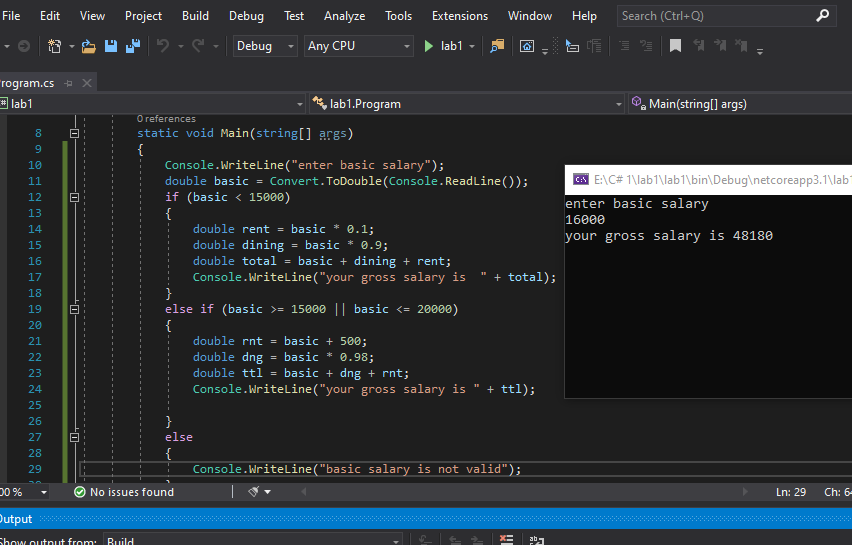 File Edit View Project Build Debug Test Analyze Tools Extensions Window Help Search (Ctrl+Q)
Debug Any CPU lab1
rogram.cs
lab1 lab1.Program Main(string[] args)
0 references
8 static void Main(string[] args)
9 {
10 Console.WriteLine("enter basic salary");
11 double basic = Convert.ToDouble(Console.ReadLine());
12 if (basic < 15000)
13 {
14 double rent = basic * 0.1;
15 double dining = basic * 0.9;
16 double total = basic + dining + rent;
17 Console.WriteLine("your gross salary is  " + total);
18 }
19 else if (basic >= 15000 || basic <= 20000)
20 {
21 double rnt = basic + 500;
22 double dng = basic * 0.98;
23 double ttl = basic + dng + rnt;
24 Console.WriteLine("your gross salary is " + ttl);
25
26 }
27 else
28 {
29 Console.WriteLine("basic salary is not valid");
E:\C# 1\lab1\lab1\bin\Debug\netcoreapp3.1\lab1
enter basic salary
16000
your gross salary is 48180
00 % No issues found Ln: 29 Ch: 64
Output
Show output from: Build